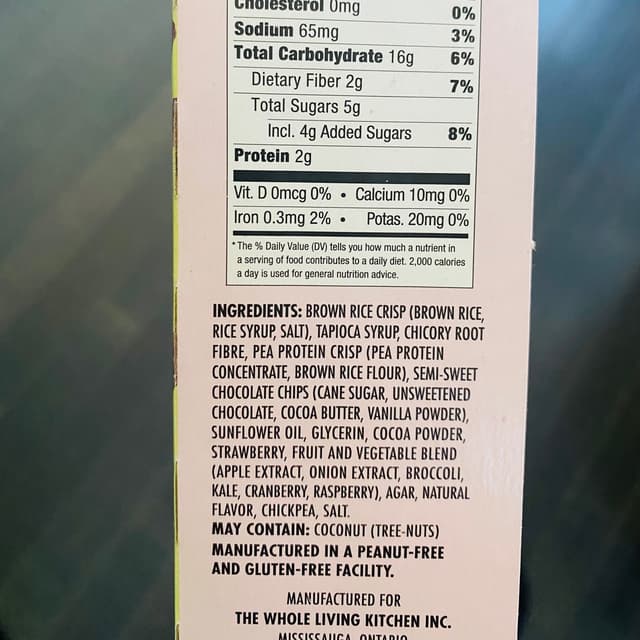 Cholesterol 0mg 0%
Sodium 65mg 3%
Total Carbohydrate 16g 6%
Dietary Fiber 2g 7%
Total Sugars 5g
Incl. 4g Added Sugars 8%
Protein 2g
Vit. D 0mcg 0% • Calcium 10mg 0%
Iron 0.3mg 2% • Potas. 20mg 0%
* The % Daily Value (DV) tells you how much a nutrient in
a serving of food contributes to a daily diet. 2,000 calories
a day is used for general nutrition advice.
INGREDIENTS: BROWN RICE CRISP (BROWN RICE,
RICE SYRUP, SALT), TAPIOCA SYRUP, CHICORY ROOT
FIBRE, PEA PROTEIN CRISP (PEA PROTEIN
CONCENTRATE, BROWN RICE FLOUR), SEMI-SWEET
CHOCOLATE CHIPS (CANE SUGAR, UNSWEETENED
CHOCOLATE, COCOA BUTTER, VANILLA POWDER),
SUNFLOWER OIL, GLYCERIN, COCOA POWDER,
STRAWBERRY, FRUIT AND VEGETABLE BLEND
(APPLE EXTRACT, ONION EXTRACT, BROCCOLI,
KALE, CRANBERRY, RASPBERRY), AGAR, NATURAL
FLAVOR, CHICKPEA, SALT.
MAY CONTAIN: COCONUT (TREE-NUTS)
MANUFACTURED IN A PEANUT-FREE
AND GLUTEN-FREE FACILITY.
MANUFACTURED FOR
THE WHOLE LIVING KITCHEN INC.
MISSISSAUGA, ONTARIO